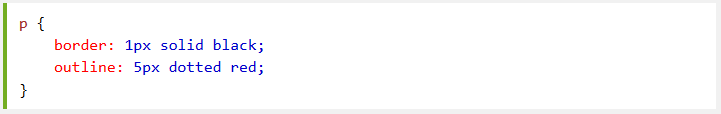 p {
    border: 1px solid black;
    outline: 5px dotted red;
}